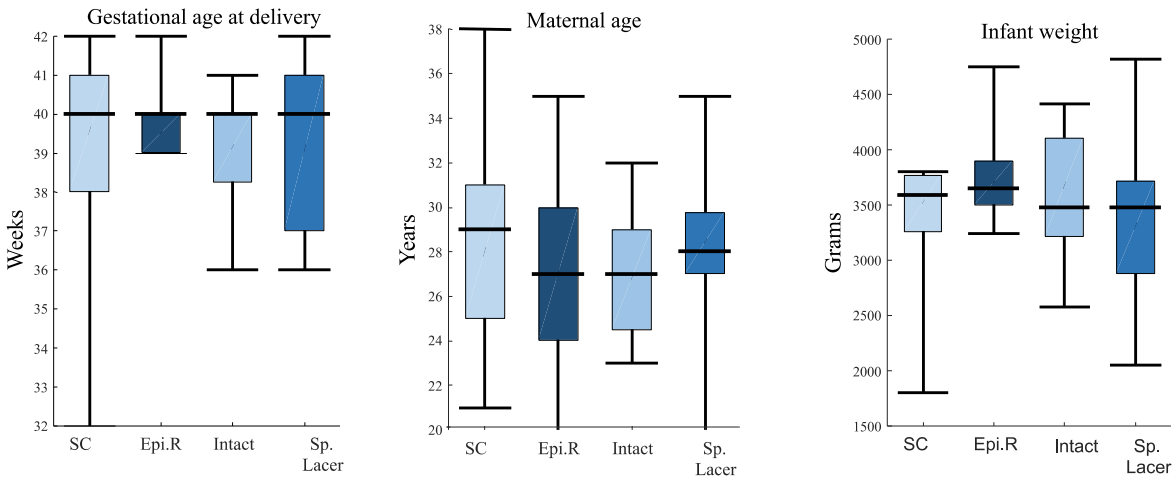 Gestational age at delivery
Weeks
42
41
40
39
38
37
36
35
34
33
32
SC
Epi.R
Intact
Sp.
Lacer
Maternal age
Years
38
36
34
32
30
28
26
24
22
20
SC
Epi.R
Intact
Sp.
Lacer
Infant weight
Grams
5000
4500
4000
3500
3000
2500
2000
1500
SC
Epi.R
Intact
Sp.
Lacer